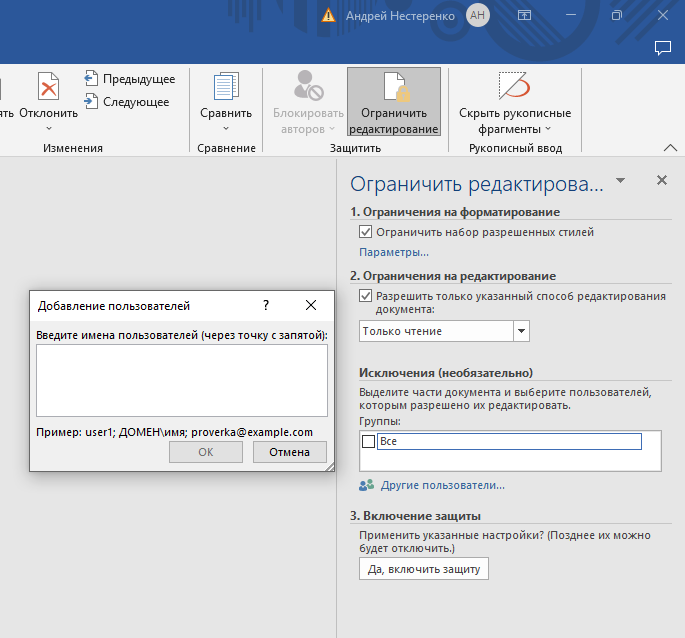 Андрей Нестеренко
АН
ять
Отклонить
Предыдущее
Следующее
Изменения
Сравнить
Сравнение
Блокировать
авторов
Ограничить
редактирование
Защитить
Скрыть рукописные
фрагменты
Рукописный ввод
Ограничить редактирова...
1. Ограничения на форматирование
Ограничить набор разрешенных стилей
Параметры...
2. Ограничения на редактирование
Разрешить только указанный способ редактирования
документа:
Только чтение
Исключения (необязательно)
Выделите части документа и выберите пользователей,
которым разрешено их редактировать.
Группы:
Все
Другие пользователи...
3. Включение защиты
Применить указанные настройки? (Позднее их можно
будет отключить.)
Да, включить защиту
Добавление пользователей
?
Введите имена пользователей (через точку с запятой):
Пример: user1; ДОМЕН\имя; proverka@example.com
ОК
Отмена